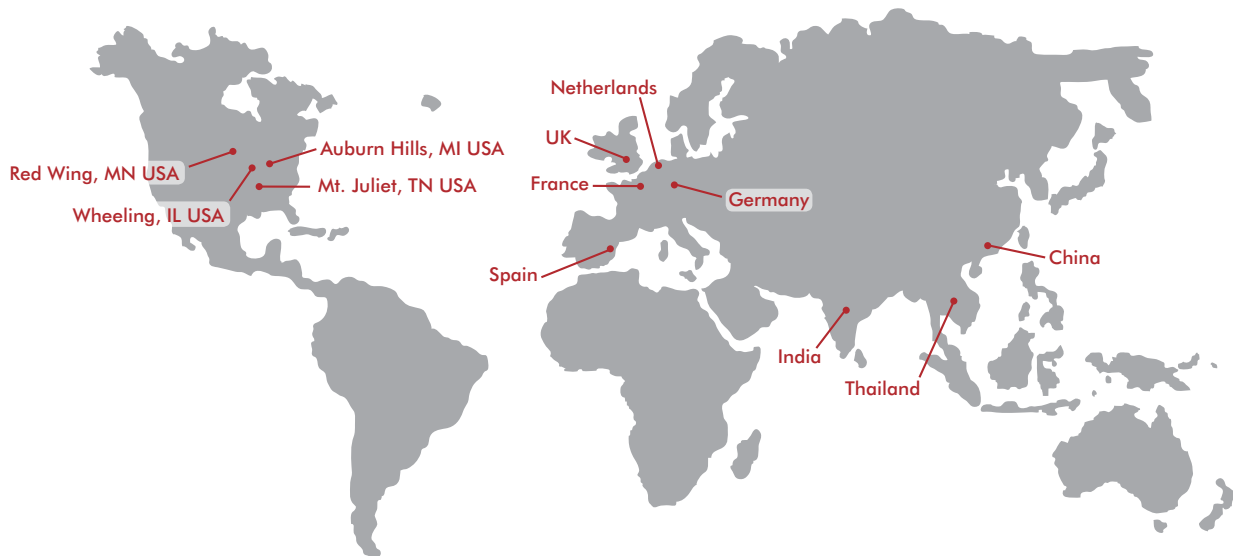 Netherlands
UK
Auburn Hills, MI USA
Red Wing, MN USA
France
Mt. Juliet, TN USA
Germany
Wheeling, IL USA
China
Spain
India
Thailand